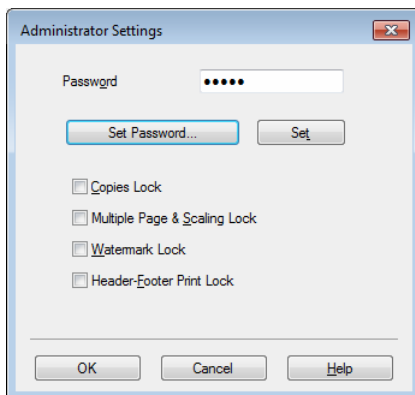 Administrator Settings
Password •••••
Set Password... Set
Copies Lock
Multiple Page & Scaling Lock
Watermark Lock
Header-Footer Print Lock
OK Cancel Help